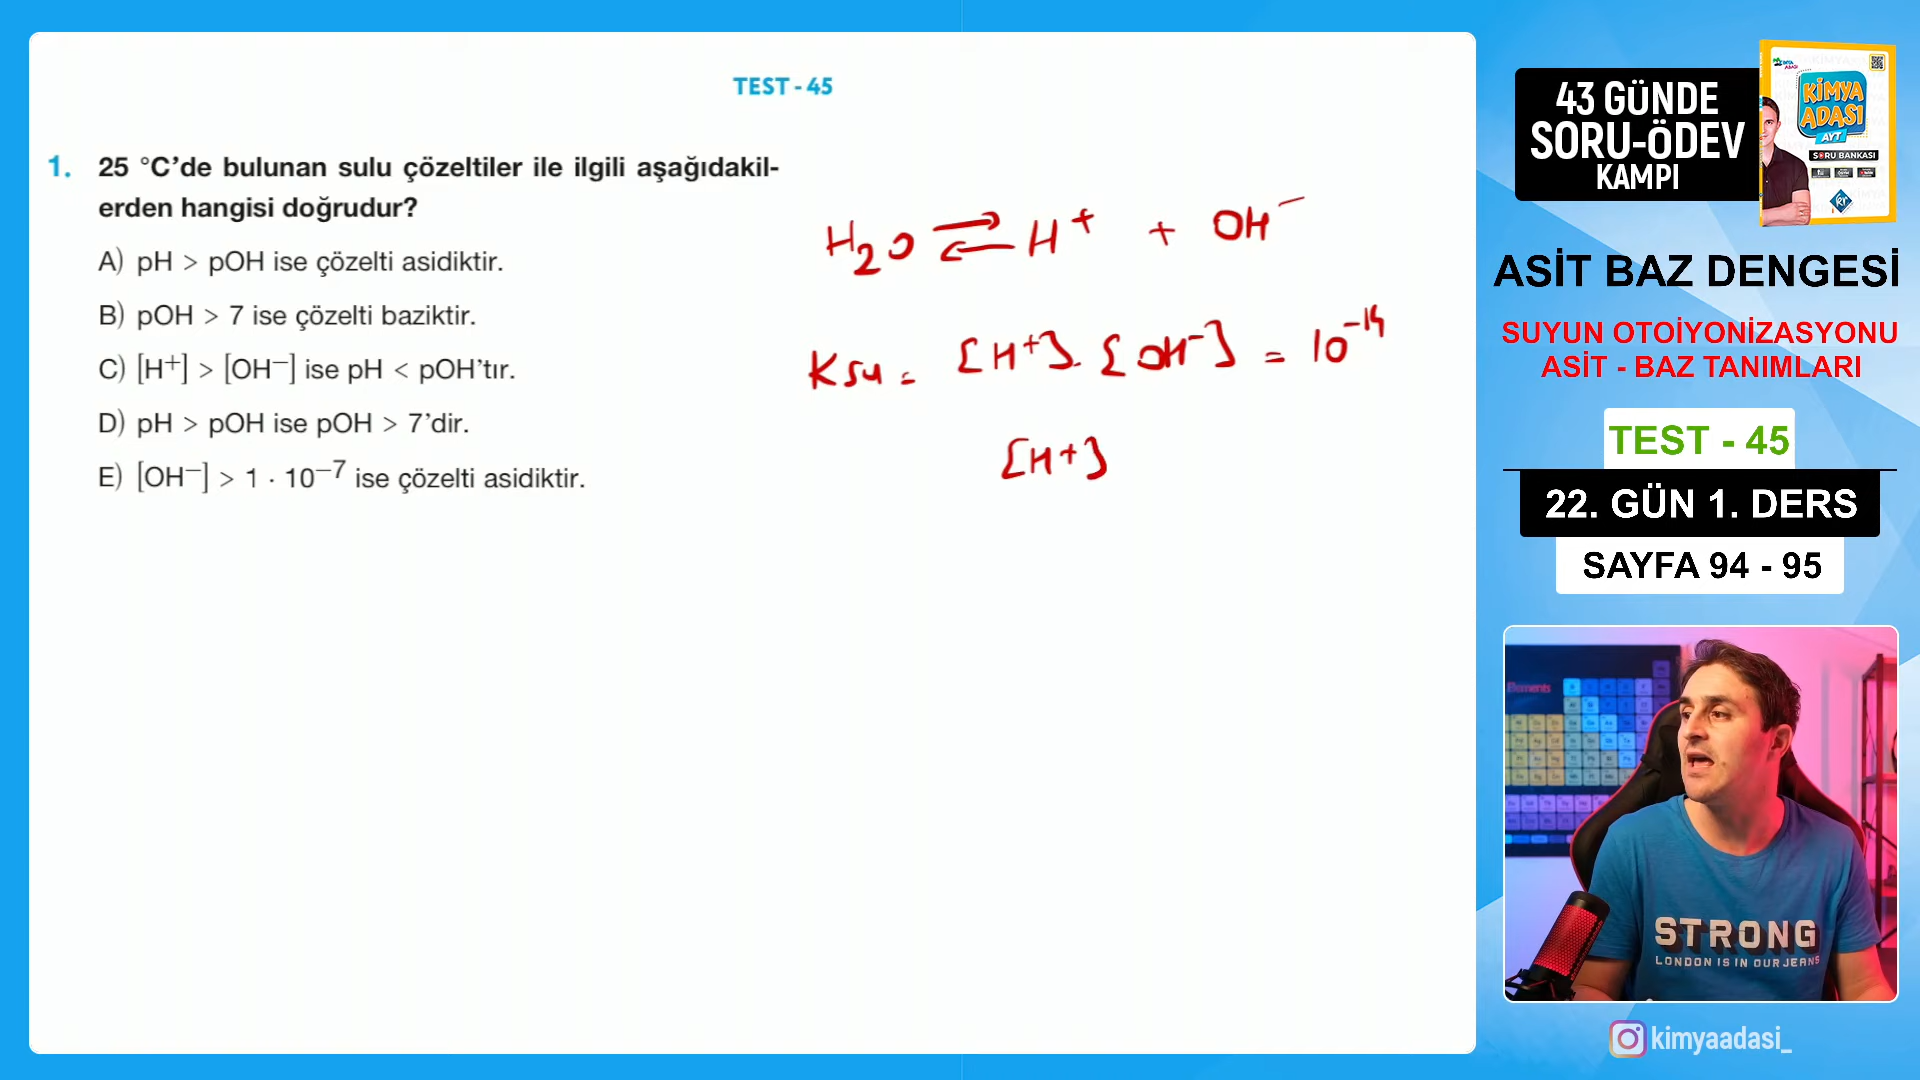 TEST - 45
1. 25 °C’de bulunan sulu çözeltiler ile ilgili aşağıdakil-
erden hangisi doğrudur?
A) pH > pOH ise çözelti asidiktir.
B) pOH > 7 ise çözelti baziktir.
C) [H⁺] > [OH⁻] ise pH < pOH’tır.
D) pH > pOH ise pOH > 7’dir.
E) [OH⁻] > 1 · 10⁻⁷ ise çözelti asidiktir.
H₂O ⇌ H⁺ + OH⁻
Ksu = [H⁺]. [OH⁻] = 10⁻¹⁴
[H⁺]
43 GÜNDE
SORU-ÖDEV
KAMPI
KİMYA
ADASI
AYT
SORU BANKASI
kr
ASİT BAZ DENGESİ
SUYUN OTOİYONİZASYONU
ASİT - BAZ TANIMLARI
TEST - 45
22. GÜN 1. DERS
SAYFA 94 - 95
STRONG
LONDON IS IN OUR JEANS
kimyaadasi_